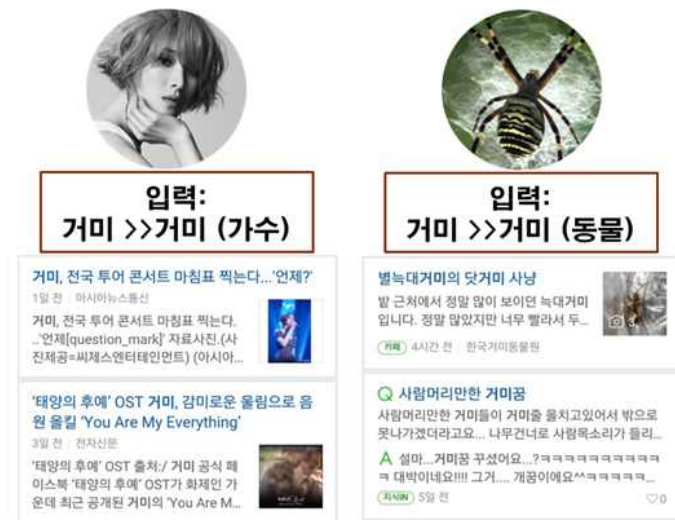 입력:
거미 >>거미 (가수)
거미, 전국 투어 콘서트 마침표 찍는다...'언제?'
1일 전 아시아뉴스통신
거미, 전국 투어 콘서트 마침표 찍는다.
..'언제[question_mark]' 자료사진.(사
진제공=씨제스엔터테인먼트) (아시아...
'태양의 후예' OST 거미, 감미로운 울림으로 음
원 올킬 'You Are My Everything'
3일 전 전자신문
'태양의 후예' OST 출처:/ 거미 공식 페
이스북 '태양의 후예' OST가 화제인 가
운데 최근 공개된 거미의 'You Are M...
입력:
거미 >>거미 (동물)
별늑대거미의 닷거미 사냥
밭 근처에서 정말 많이 보이던 늑대거미
입니다. 정말 많았지만 너무 빨라서 두...
3
카페 4시간 전 한국거미동물원
Q 사람머리만한 거미꿈
사람머리만한 거미들이 거미줄 을치고있어서 밖으로
못나가겠더라고요... 나무건너로 사람목소리가 들리...
A 설마...거미꿈 꾸셨어요...?ㅋㅋㅋㅋㅋㅋㅋㅋㅋㅋ
ㅋ 대박이네요!!!! 그거.... 개꿈이에요^^ㅋㅋㅋㅋㅋ...
지식iN 5일 전
♡0